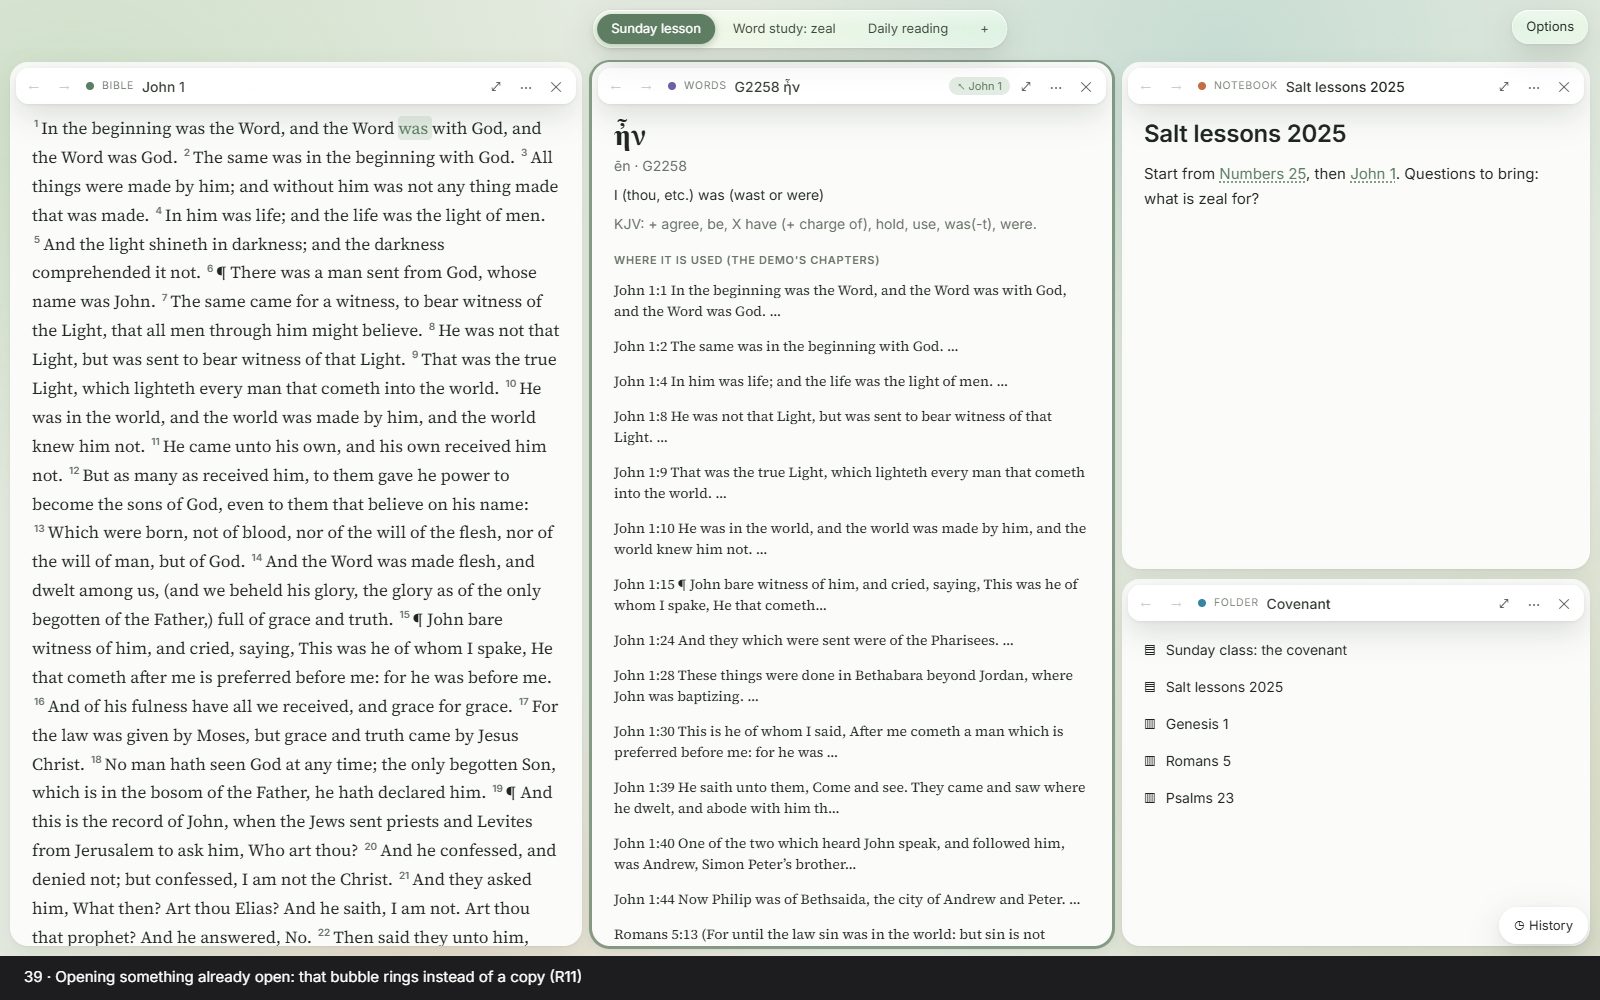 Sunday lesson Word study: zeal Daily reading +
Options
← → BIBLE John 1
1 In the beginning was the Word, and the Word was with God, and
the Word was God. 2 The same was in the beginning with God. 3 All
things were made by him; and without him was not any thing made
that was made. 4 In him was life; and the life was the light of men.
5 And the light shineth in darkness; and the darkness
comprehended it not. 6 ¶ There was a man sent from God, whose
name was John. 7 The same came for a witness, to bear witness of
the Light, that all men through him might believe. 8 He was not that
Light, but was sent to bear witness of that Light. 9 That was the true
Light, which lighteth every man that cometh into the world. 10 He
was in the world, and the world was made by him, and the world
knew him not. 11 He came unto his own, and his own received him
not. 12 But as many as received him, to them gave he power to
become the sons of God, even to them that believe on his name:
13 Which were born, not of blood, nor of the will of the flesh, nor of
the will of man, but of God. 14 And the Word was made flesh, and
dwelt among us, (and we beheld his glory, the glory as of the only
begotten of the Father,) full of grace and truth. 15 ¶ John bare
witness of him, and cried, saying, This was he of whom I spake, He
that cometh after me is preferred before me: for he was before me.
16 And of his fulness have all we received, and grace for grace. 17 For
the law was given by Moses, but grace and truth came by Jesus
Christ. 18 No man hath seen God at any time; the only begotten Son,
which is in the bosom of the Father, he hath declared him. 19 ¶ And
this is the record of John, when the Jews sent priests and Levites
from Jerusalem to ask him, Who art thou? 20 And he confessed, and
denied not; but confessed, I am not the Christ. 21 And they asked
him, What then? Art thou Elias? And he saith, I am not. Art thou
that prophet? And he answered, No. 22 Then said they unto him,
← → WORDS G2258 ἦν ↖ John 1
ἦν
ēn · G2258
I (thou, etc.) was (wast or were)
KJV: + agree, be, X have (+ charge of), hold, use, was(-t), were.
WHERE IT IS USED (THE DEMO'S CHAPTERS)
John 1:1 In the beginning was the Word, and the Word was with God,
and the Word was God. ...
John 1:2 The same was in the beginning with God. ...
John 1:4 In him was life; and the life was the light of men. ...
John 1:8 He was not that Light, but was sent to bear witness of that
Light. ...
John 1:9 That was the true Light, which lighteth every man that cometh
into the world. ...
John 1:10 He was in the world, and the world was made by him, and the
world knew him not. ...
John 1:15 ¶ John bare witness of him, and cried, saying, This was he of
whom I spake, He that cometh...
John 1:24 And they which were sent were of the Pharisees. ...
John 1:28 These things were done in Bethabara beyond Jordan, where
John was baptizing. ...
John 1:30 This is he of whom I said, After me cometh a man which is
preferred before me: for he was ...
John 1:39 He saith unto them, Come and see. They came and saw where
he dwelt, and abode with him th...
John 1:40 One of the two which heard John speak, and followed him,
was Andrew, Simon Peter's brother...
John 1:44 Now Philip was of Bethsaida, the city of Andrew and Peter. ...
Romans 5:13 (For until the law sin was in the world: but sin is not
← → NOTEBOOK Salt lessons 2025
Salt lessons 2025
Start from Numbers 25, then John 1. Questions to bring:
what is zeal for?
← → FOLDER Covenant
Sunday class: the covenant
Salt lessons 2025
Genesis 1
Romans 5
Psalms 23
History
39 · Opening something already open: that bubble rings instead of a copy (R11)